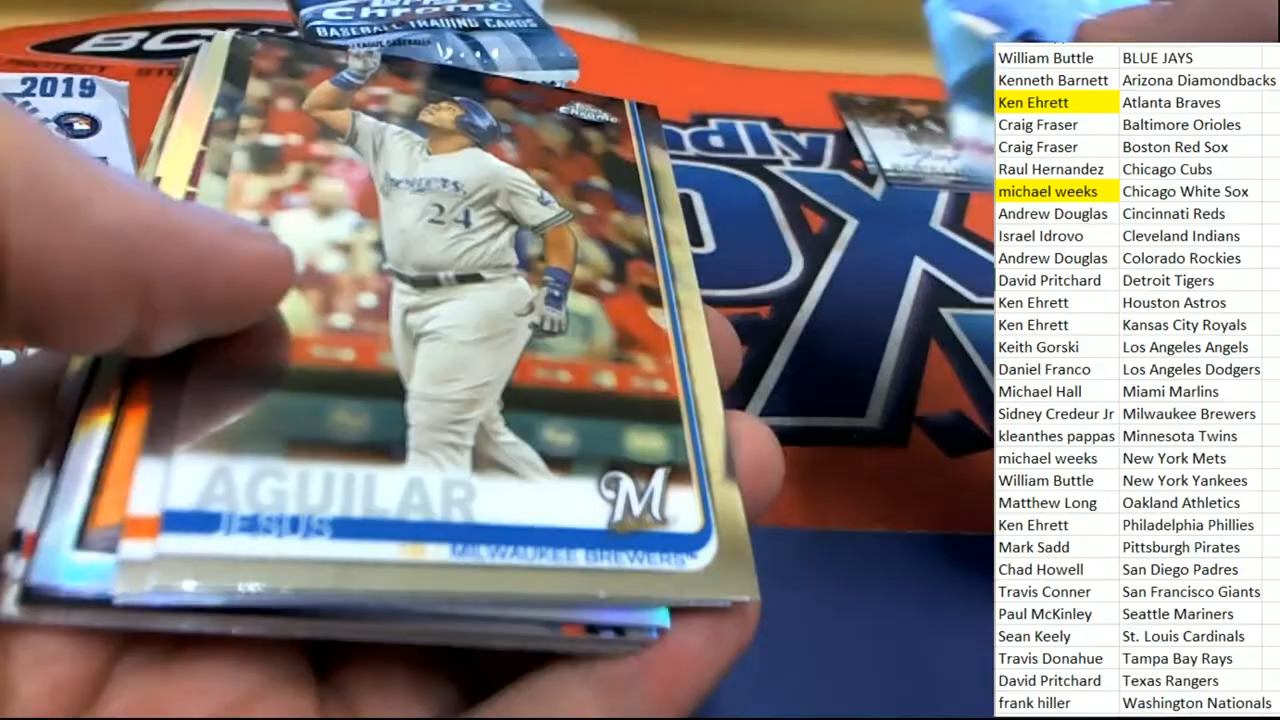 Chrome
BASEBALL TRADING CARDS
BC
2019
Chrome
Brewers
24
AGUILAR
JESUS
1B
MILWAUKEE BREWERS™
M
dly
OX
William Buttle BLUE JAYS
Kenneth Barnett Arizona Diamondbacks
Ken Ehrett Atlanta Braves
Craig Fraser Baltimore Orioles
Craig Fraser Boston Red Sox
Raul Hernandez Chicago Cubs
michael weeks Chicago White Sox
Andrew Douglas Cincinnati Reds
Israel Idrovo Cleveland Indians
Andrew Douglas Colorado Rockies
David Pritchard Detroit Tigers
Ken Ehrett Houston Astros
Ken Ehrett Kansas City Royals
Keith Gorski Los Angeles Angels
Daniel Franco Los Angeles Dodgers
Michael Hall Miami Marlins
Sidney Credeur Jr Milwaukee Brewers
kleanthes pappas Minnesota Twins
michael weeks New York Mets
William Buttle New York Yankees
Matthew Long Oakland Athletics
Ken Ehrett Philadelphia Phillies
Mark Sadd Pittsburgh Pirates
Chad Howell San Diego Padres
Travis Conner San Francisco Giants
Paul McKinley Seattle Mariners
Sean Keely St. Louis Cardinals
Travis Donahue Tampa Bay Rays
David Pritchard Texas Rangers
frank hiller Washington Nationals